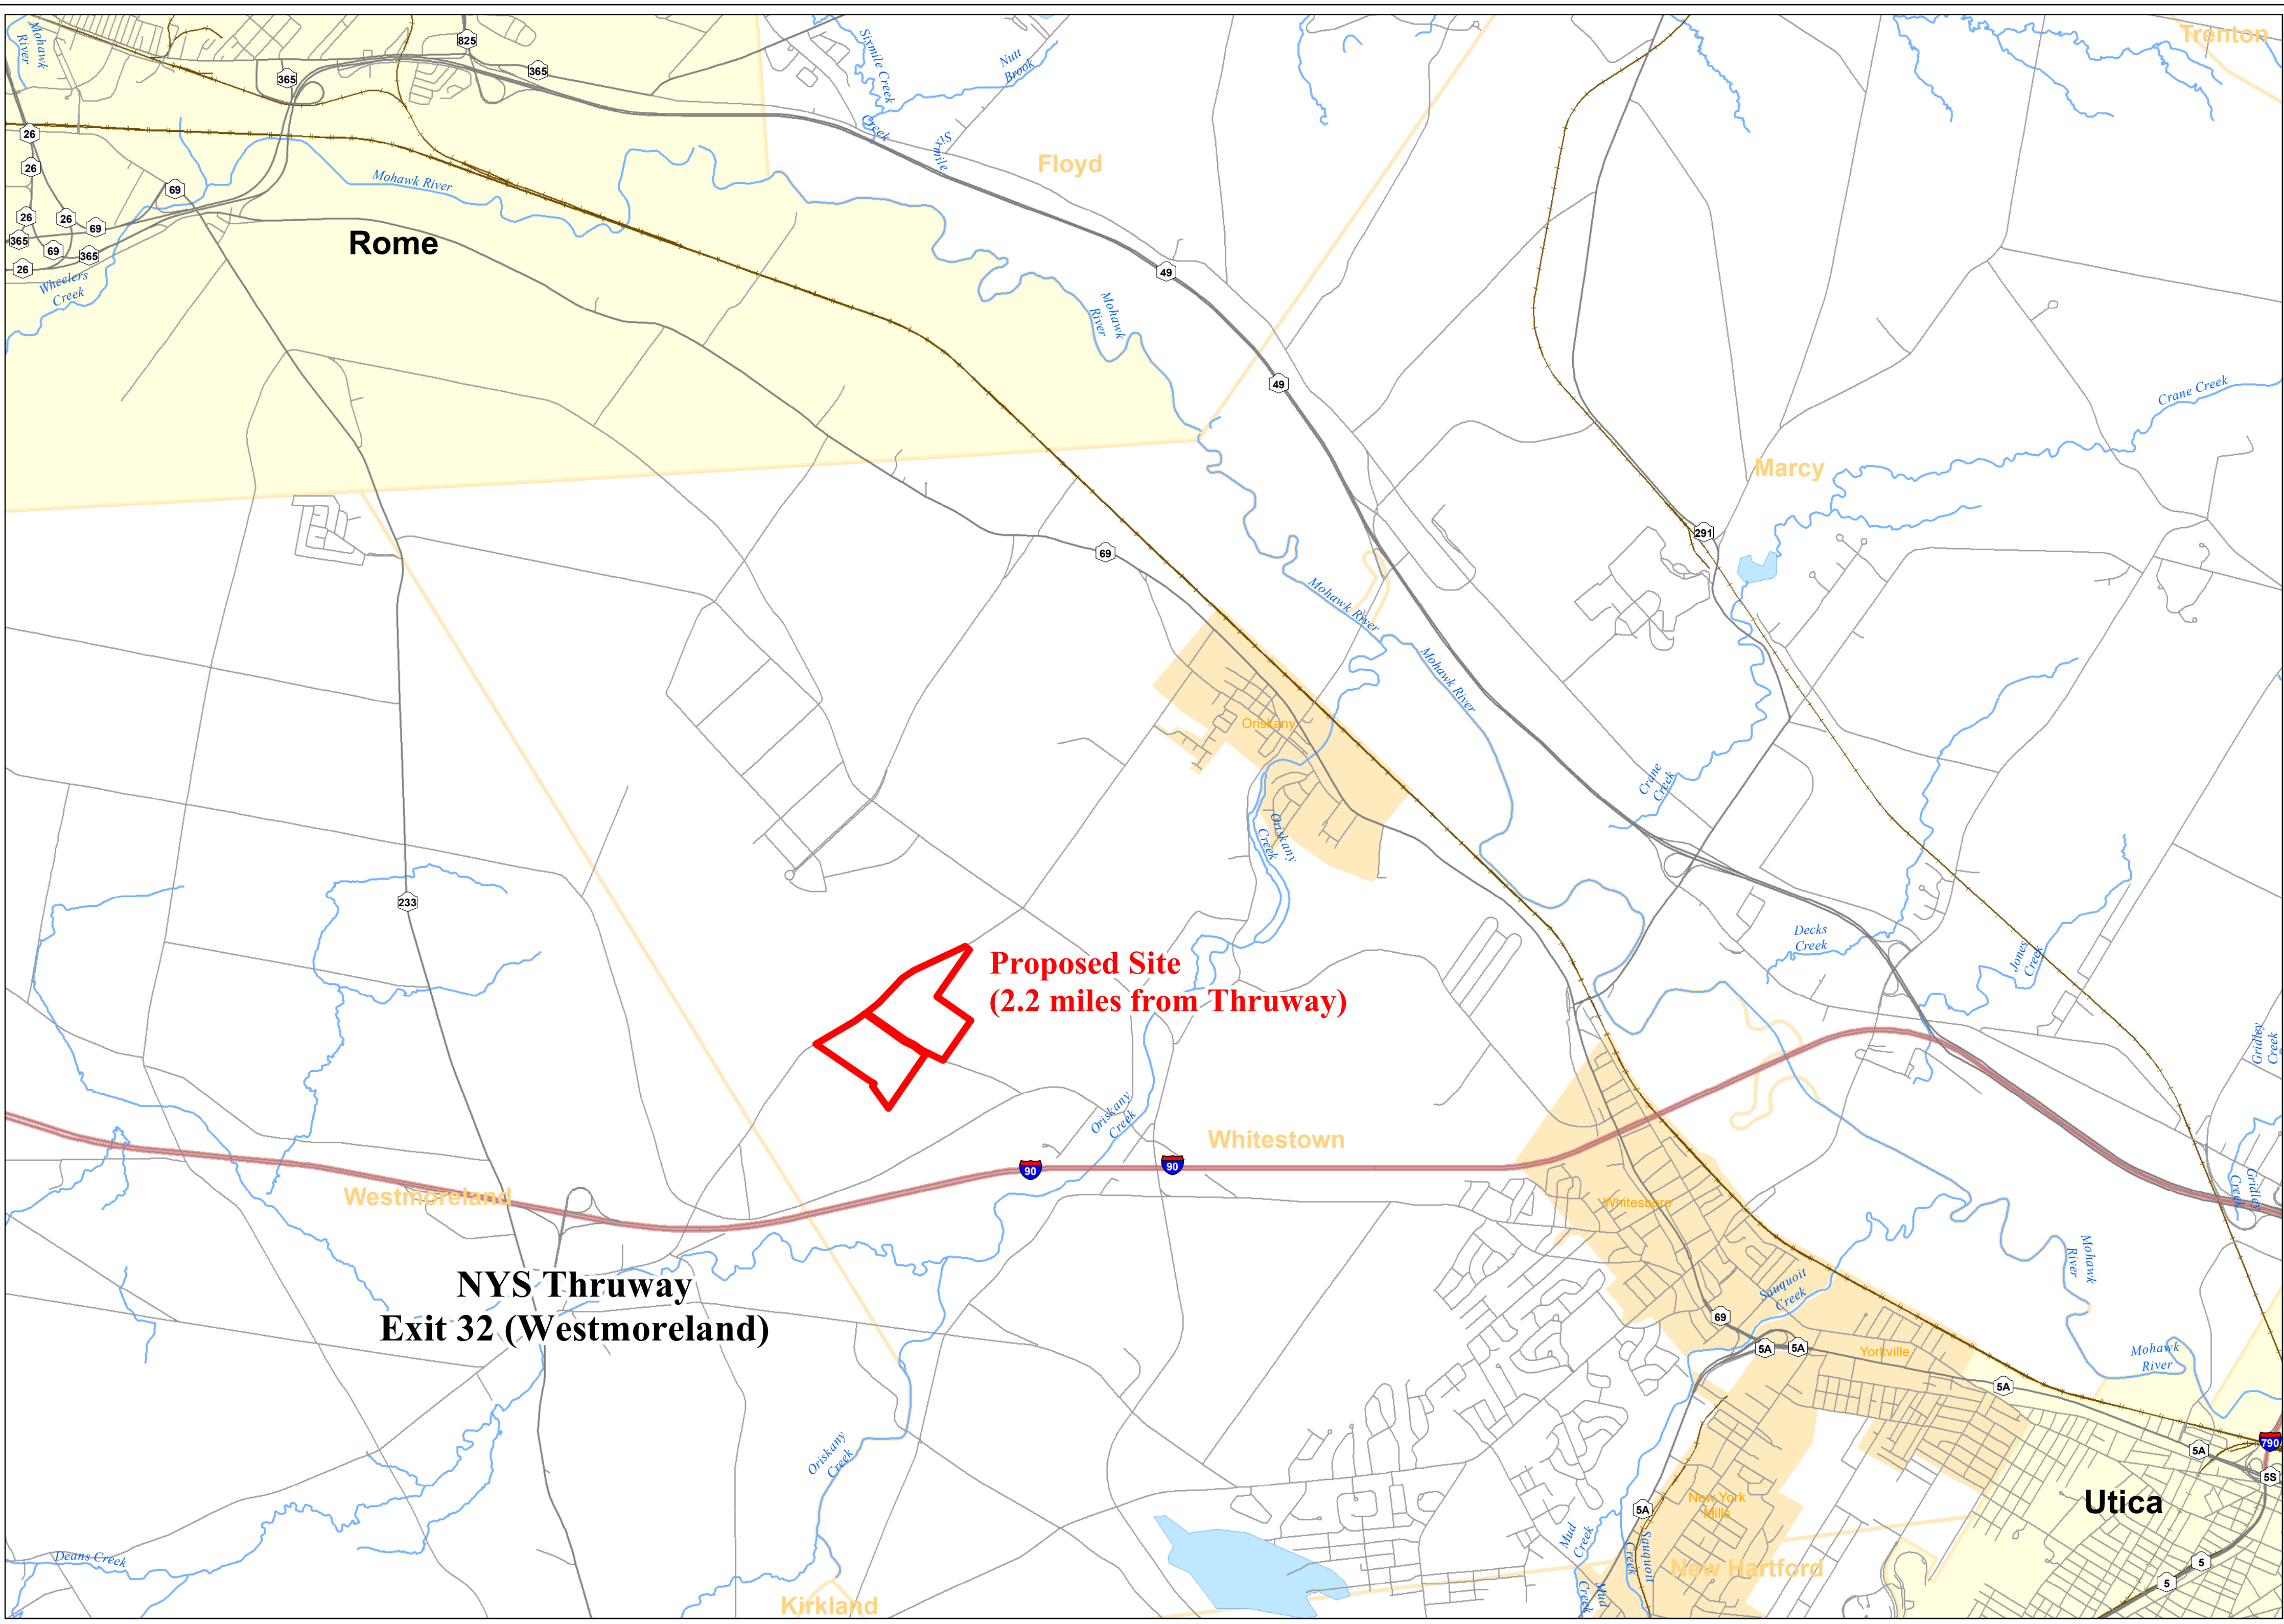 Trenton
Mohawk
River
825
365
365
Sixmile Creek
Nutt
Brook
Creek
Sixmile
26
26
Floyd
Mohawk River
69
26
26
69
365
69
365
26
Rome
Wheelers
Creek
49
Mohawk
River
49
Crane Creek
Marcy
291
69
Mohawk River
Mohawk River
Oriskany
Crane
Creek
Oriskany
Creek
233
Decks
Creek
Jones
Creek
Proposed Site
(2.2 miles from Thruway)
Gridley
Creek
Oriskany
Creek
Whitestown
90
90
Westmoreland
Whitesboro
Gridley
Creek
Mohawk
River
NYS Thruway
Exit 32 (Westmoreland)
Sauquoit
Creek
69
5A
5A
Yorkville
Mohawk
River
5A
Oriskany
Creek
790
5A
5S
5A
New York
Mills
Utica
Mud
Creek
Sauquoit
Creek
Deans Creek
New Hartford
5
5
Mud
Creek
Kirkland